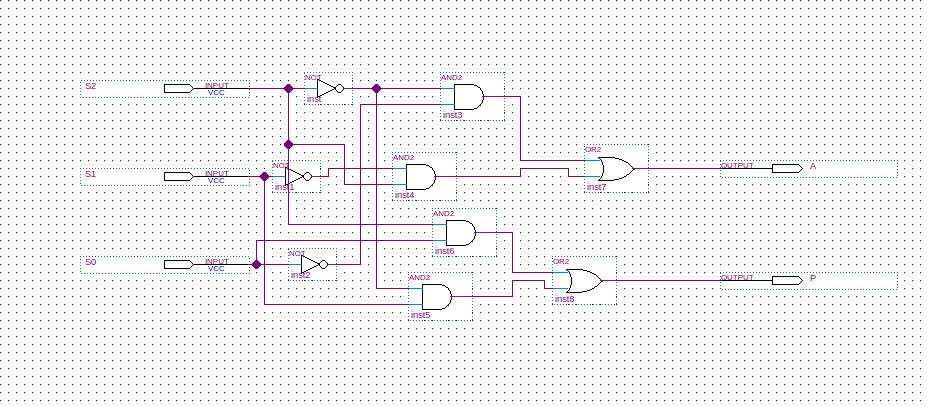 NOT
AND2
S2
INPUT
VCC
inst
inst3
OR2
AND2
NOT
OUTPUT
A
S1
INPUT
VCC
inst1
inst4
inst7
AND2
inst6
NOT
OR2
S0
INPUT
VCC
inst2
AND2
OUTPUT
P
inst8
inst5